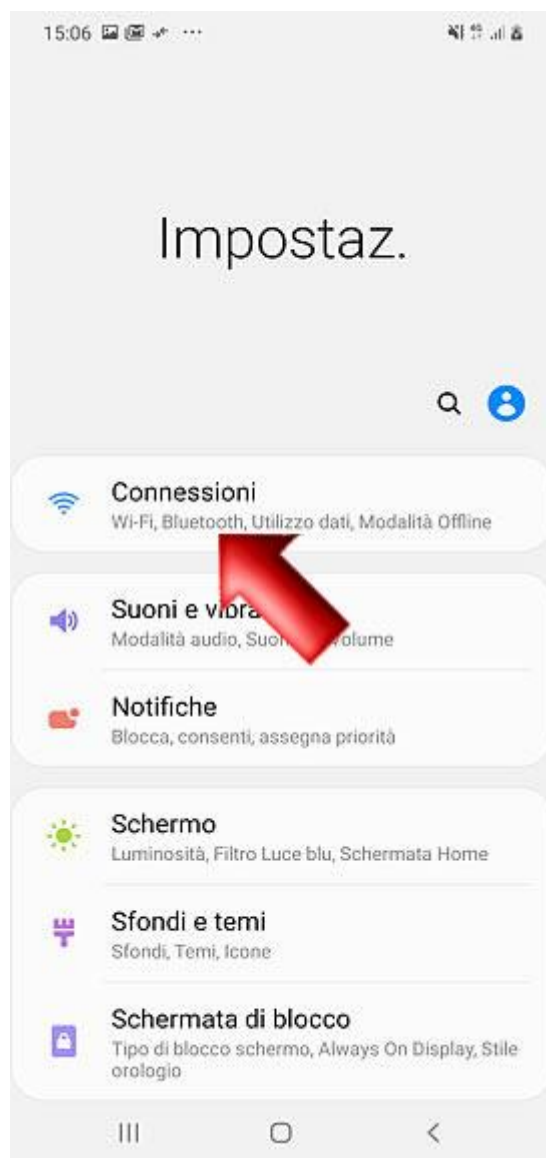 15:06
Impostaz.
Connessioni
Wi-Fi, Bluetooth, Utilizzo dati, Modalità Offline
Suoni e vibra
Modalità audio, Suon olume
Notifiche
Blocca, consenti, assegna priorità
Schermo
Luminosità, Filtro Luce blu, Schermata Home
Sfondi e temi
Sfondi, Temi, Icone
Schermata di blocco
Tipo di blocco schermo, Always On Display, Stile
orologio